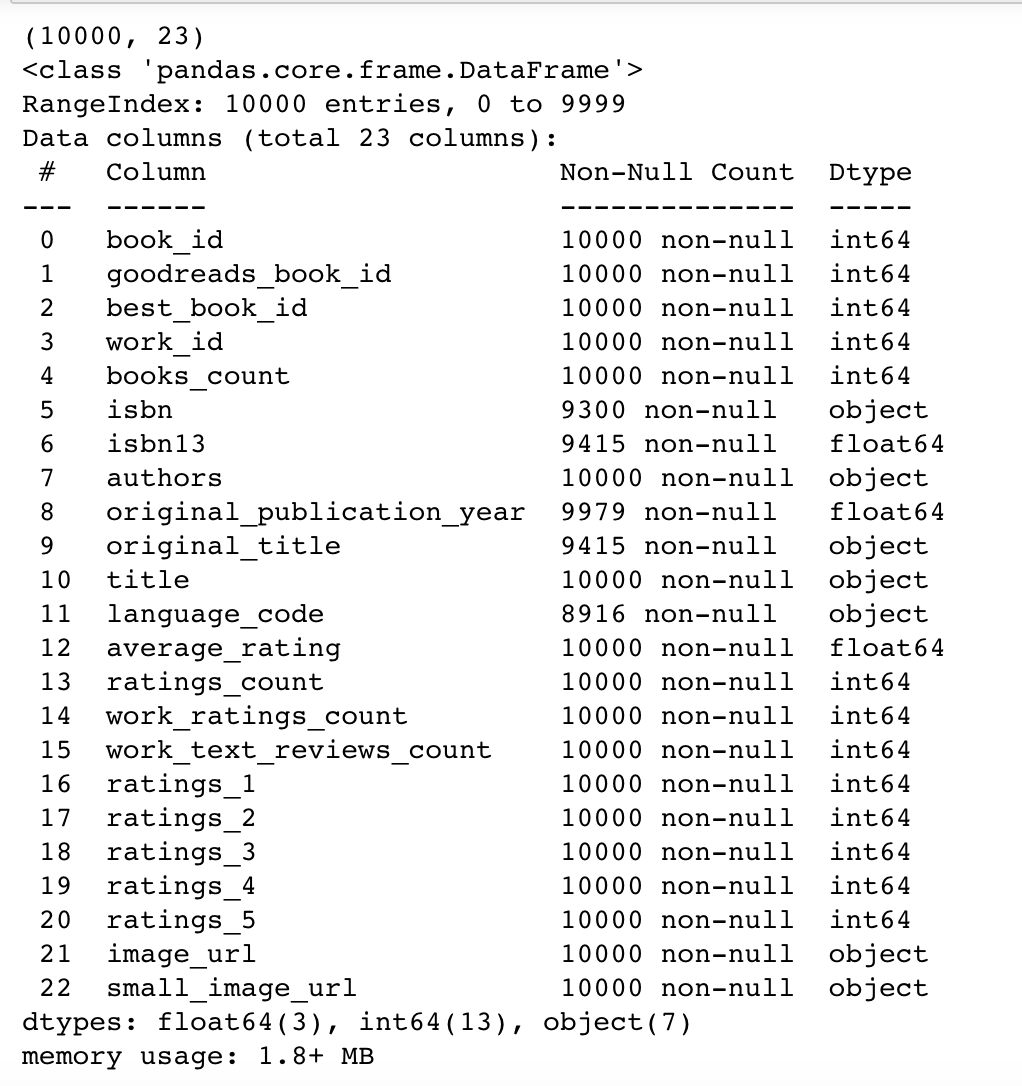 (10000, 23)
<class 'pandas.core.frame.DataFrame'>
RangeIndex: 10000 entries, 0 to 9999
Data columns (total 23 columns):
 #   Column                     Non-Null Count  Dtype
---  ------                     --------------  -----
 0   book_id                    10000 non-null  int64
 1   goodreads_book_id          10000 non-null  int64
 2   best_book_id               10000 non-null  int64
 3   work_id                    10000 non-null  int64
 4   books_count                10000 non-null  int64
 5   isbn                       9300 non-null   object
 6   isbn13                     9415 non-null   float64
 7   authors                    10000 non-null  object
 8   original_publication_year  9979 non-null   float64
 9   original_title             9415 non-null   object
 10  title                      10000 non-null  object
 11  language_code              8916 non-null   object
 12  average_rating             10000 non-null  float64
 13  ratings_count              10000 non-null  int64
 14  work_ratings_count         10000 non-null  int64
 15  work_text_reviews_count    10000 non-null  int64
 16  ratings_1                  10000 non-null  int64
 17  ratings_2                  10000 non-null  int64
 18  ratings_3                  10000 non-null  int64
 19  ratings_4                  10000 non-null  int64
 20  ratings_5                  10000 non-null  int64
 21  image_url                  10000 non-null  object
 22  small_image_url            10000 non-null  object
dtypes: float64(3), int64(13), object(7)
memory usage: 1.8+ MB